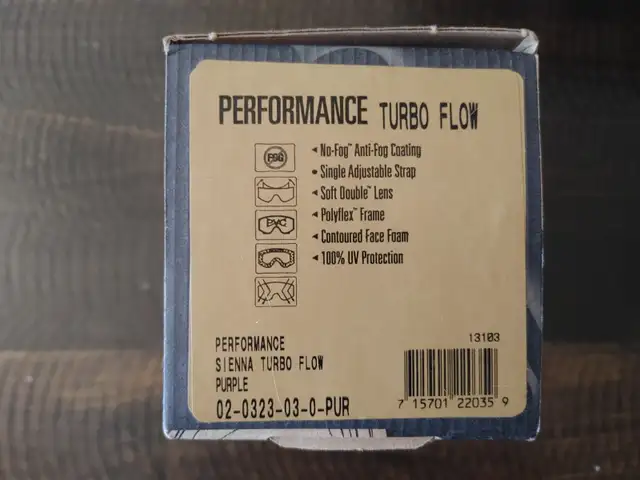 PERFORMANCE TURBO FLOW
FOG
No-Fog™ Anti-Fog Coating
Single Adjustable Strap
Soft Double™ Lens
Polyflex™ Frame
Contoured Face Foam
100% UV Protection
PERFORMANCE
SIENNA TURBO FLOW
PURPLE
02-0323-03-0-PUR
13103
7 15701 22035 9